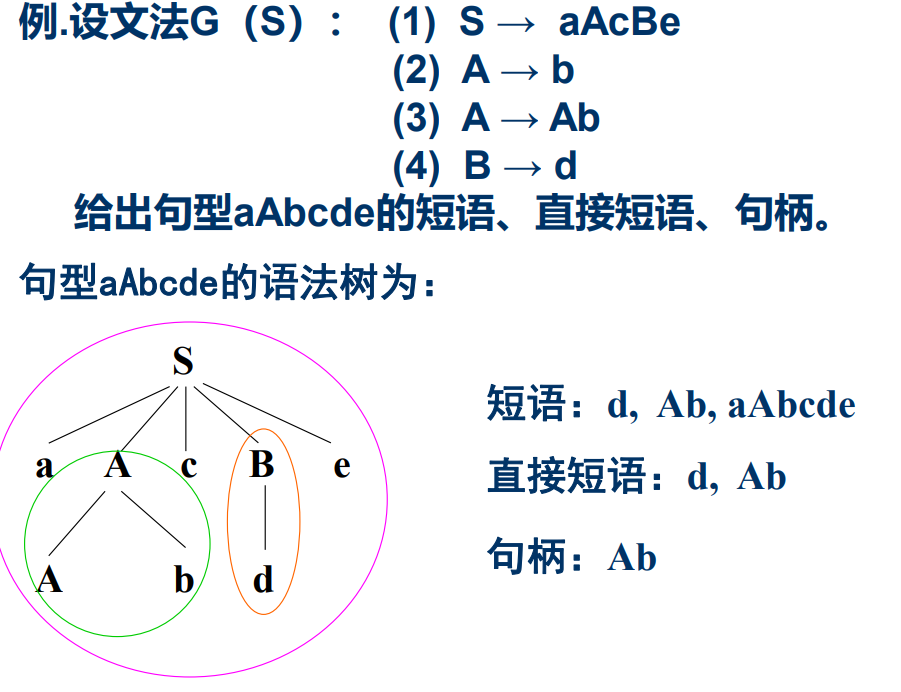 例.设文法G（S）： (1) S → aAcBe
(2) A → b
(3) A → Ab
(4) B → d
给出句型aAbcde的短语、直接短语、句柄。
句型aAbcde的语法树为：
S
a A c B e
A b d
短语：d, Ab, aAbcde
直接短语：d, Ab
句柄：Ab